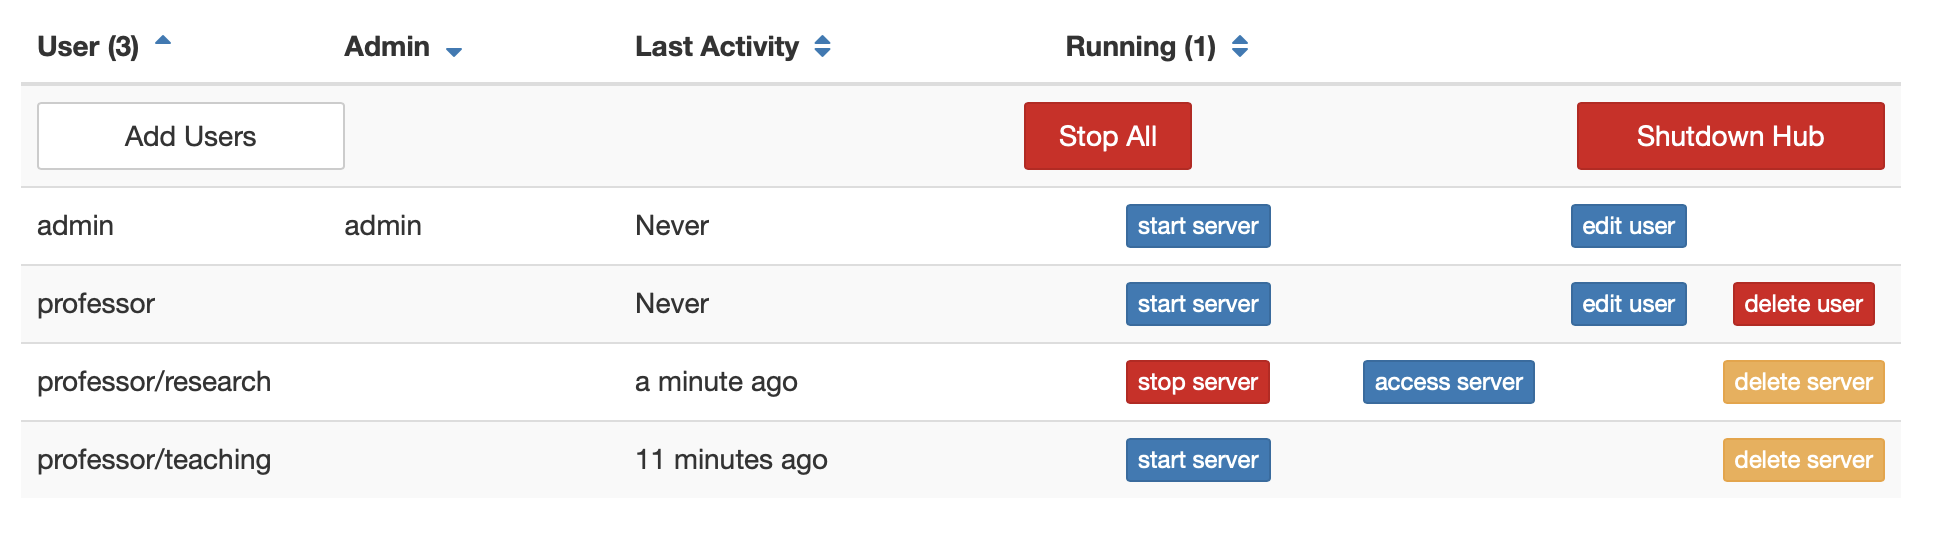 User (3) Admin Last Activity Running (1)
Add Users Stop All Shutdown Hub
admin admin Never start server edit user
professor Never start server edit user delete user
professor/research a minute ago stop server access server delete server
professor/teaching 11 minutes ago start server delete server